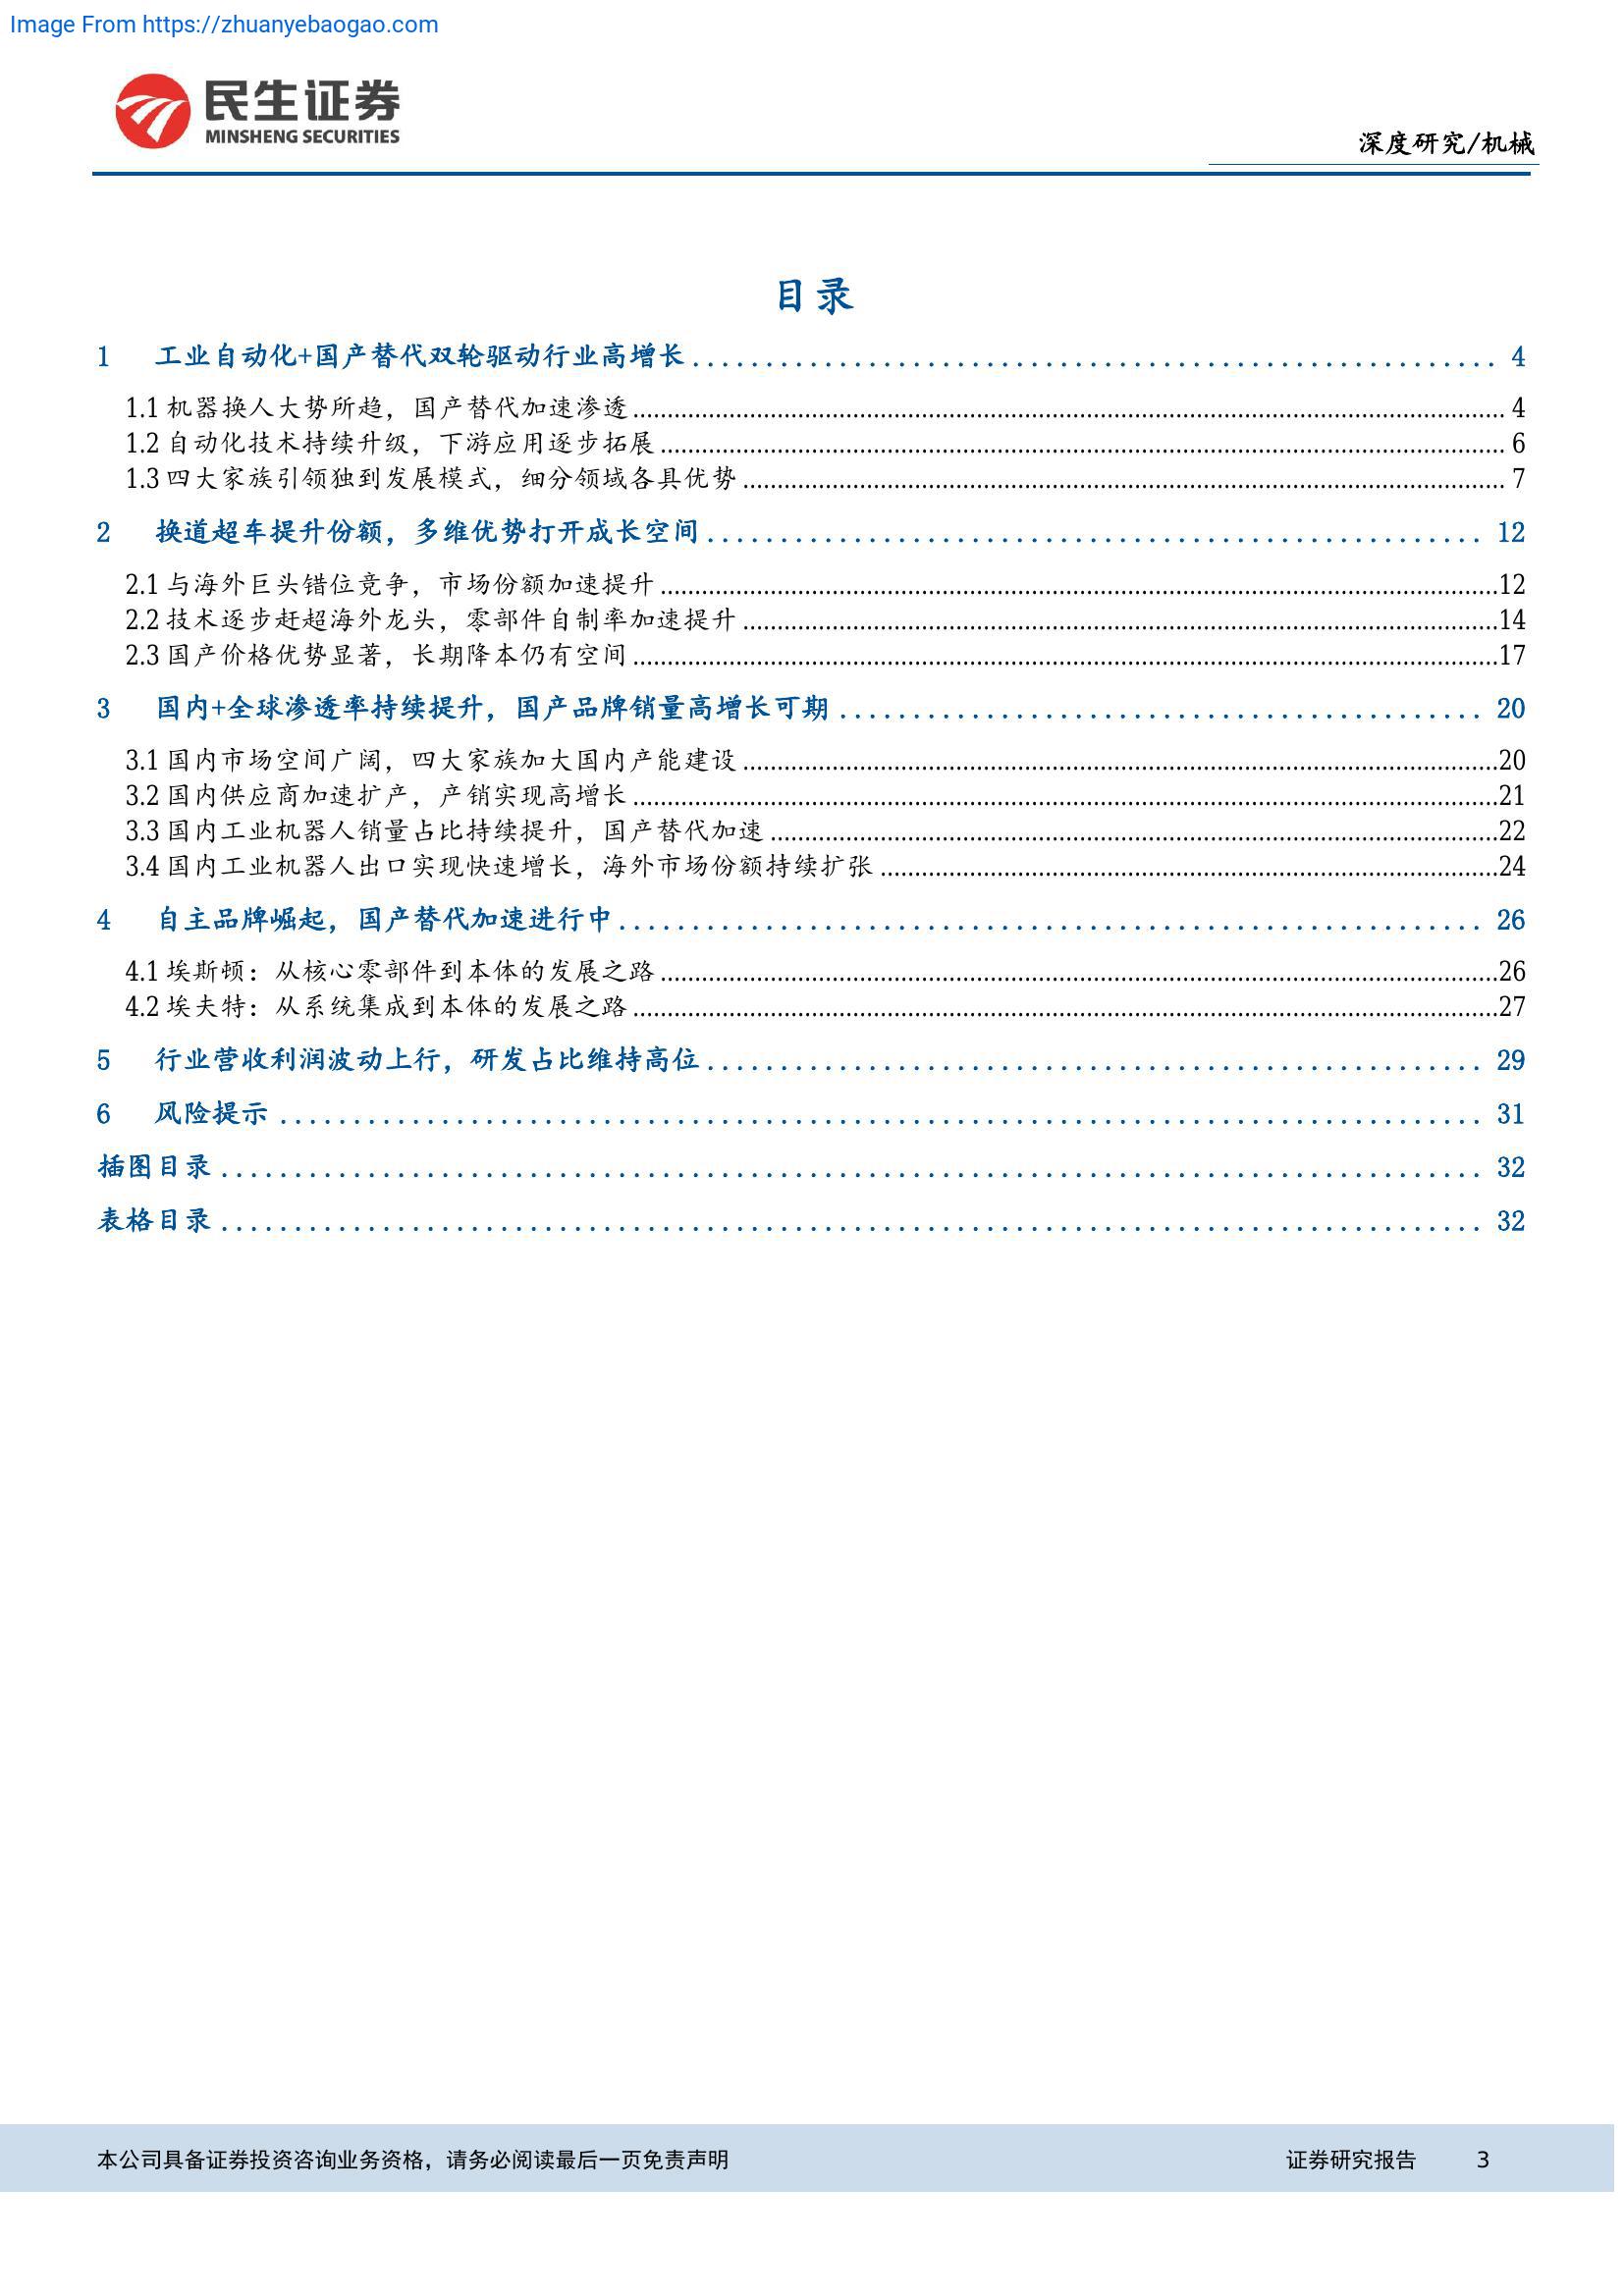 Image From https://zhuanyebaogao.com
民生证券
MINSHENG SECURITIES
深度研究/机械
目录
1 工业自动化+国产替代双轮驱动行业高增长 4
1.1 机器换人大势所趋，国产替代加速渗透 4
1.2 自动化技术持续升级，下游应用逐步拓展 6
1.3 四大家族引领独到发展模式，细分领域各具优势 7
2 换道超车提升份额，多维优势打开成长空间 12
2.1 与海外巨头错位竞争，市场份额加速提升 12
2.2 技术逐步赶超海外龙头，零部件自制率加速提升 14
2.3 国产价格优势显著，长期降本仍有空间 17
3 国内+全球渗透率持续提升，国产品牌销量高增长可期 20
3.1 国内市场空间广阔，四大家族加大国内产能建设 20
3.2 国内供应商加速扩产，产销实现高增长 21
3.3 国内工业机器人销量占比持续提升，国产替代加速 22
3.4 国内工业机器人出口实现快速增长，海外市场份额持续扩张 24
4 自主品牌崛起，国产替代加速进行中 26
4.1 埃斯顿：从核心零部件到本体的发展之路 26
4.2 埃夫特：从系统集成到本体的发展之路 27
5 行业营收利润波动上行，研发占比维持高位 29
6 风险提示 31
插图目录 32
表格目录 32
本公司具备证券投资咨询业务资格，请务必阅读最后一页免责声明 证券研究报告 3